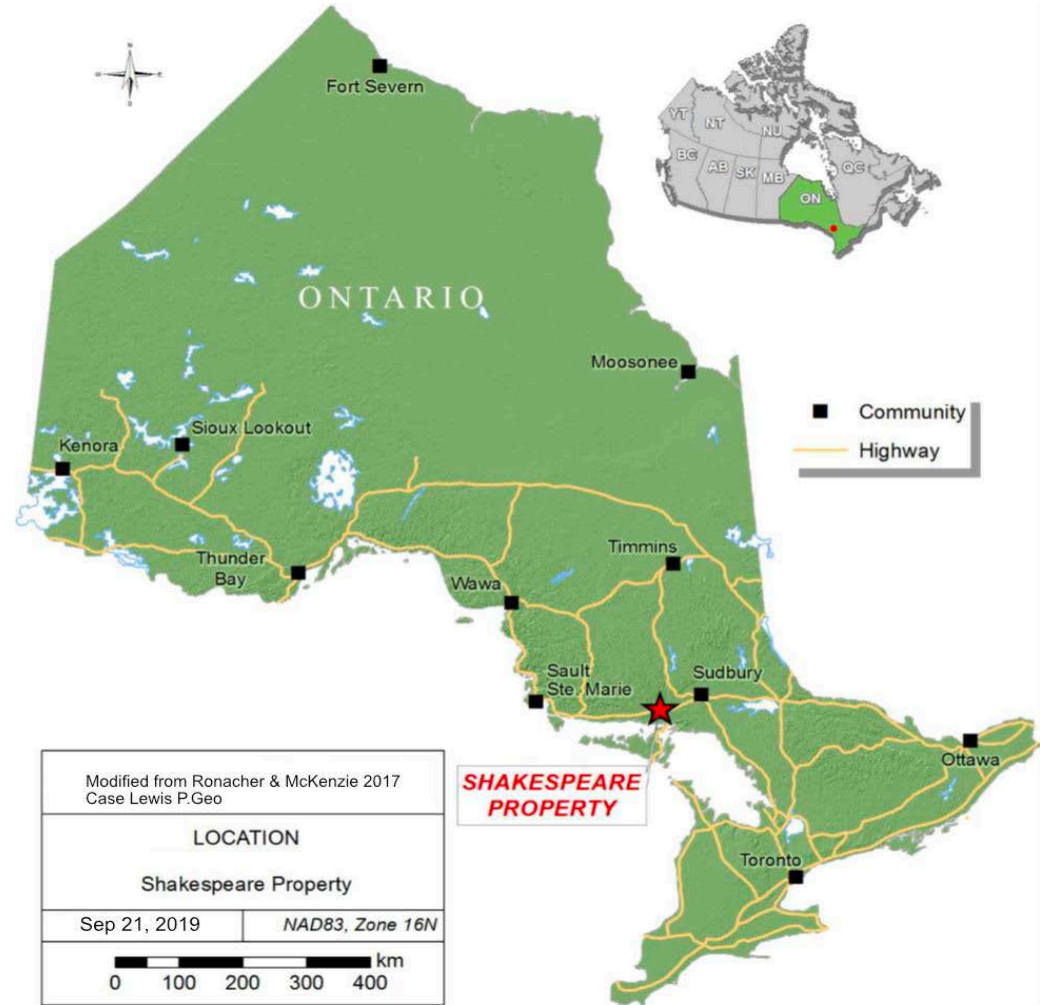 N
W E
S
Fort Severn
YT
NT
NU
BC
AB
SK
MB
QC
ON
ONTARIO
Moosonee
Community
Highway
Sioux Lookout
Kenora
Timmins
Thunder
Bay
Wawa
Sault
Ste. Marie
Sudbury
Ottawa
SHAKESPEARE
PROPERTY
Toronto
Modified from Ronacher & McKenzie 2017
Case Lewis P.Geo
LOCATION
Shakespeare Property
Sep 21, 2019 NAD83, Zone 16N
km
0 100 200 300 400